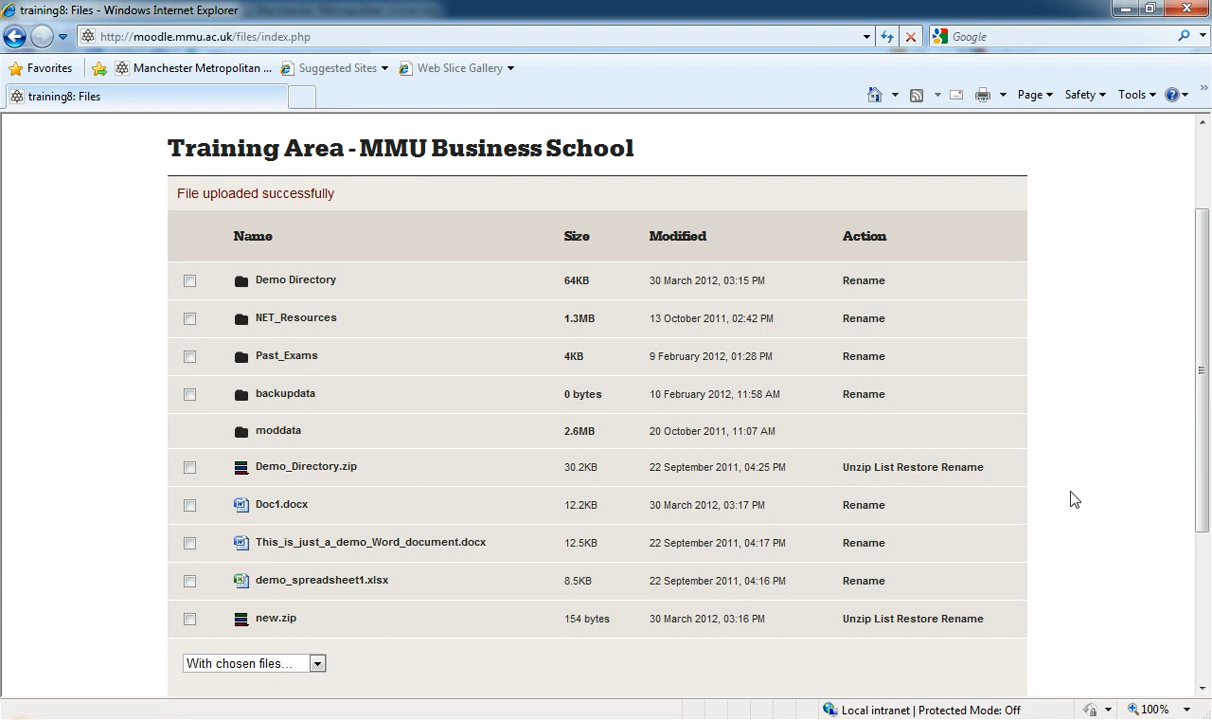 training8: Files - Windows Internet Explorer
http://moodle.mmu.ac.uk/files/index.php
Google
Favorites
Manchester Metropolitan ...
Suggested Sites
Web Slice Gallery
training8: Files
Page
Safety
Tools
Training Area - MMU Business School
File uploaded successfully
Name Size Modified Action
Demo Directory 64KB 30 March 2012, 03:15 PM Rename
NET_Resources 1.3MB 13 October 2011, 02:42 PM Rename
Past_Exams 4KB 9 February 2012, 01:28 PM Rename
backupdata 0 bytes 10 February 2012, 11:58 AM Rename
moddata 2.6MB 20 October 2011, 11:07 AM
Demo_Directory.zip 30.2KB 22 September 2011, 04:25 PM Unzip List Restore Rename
Doc1.docx 12.2KB 30 March 2012, 03:17 PM Rename
This_is_just_a_demo_Word_document.docx 12.5KB 22 September 2011, 04:17 PM Rename
demo_spreadsheet1.xlsx 8.5KB 22 September 2011, 04:16 PM Rename
new.zip 154 bytes 30 March 2012, 03:16 PM Unzip List Restore Rename
With chosen files...
Local intranet | Protected Mode: Off
100%